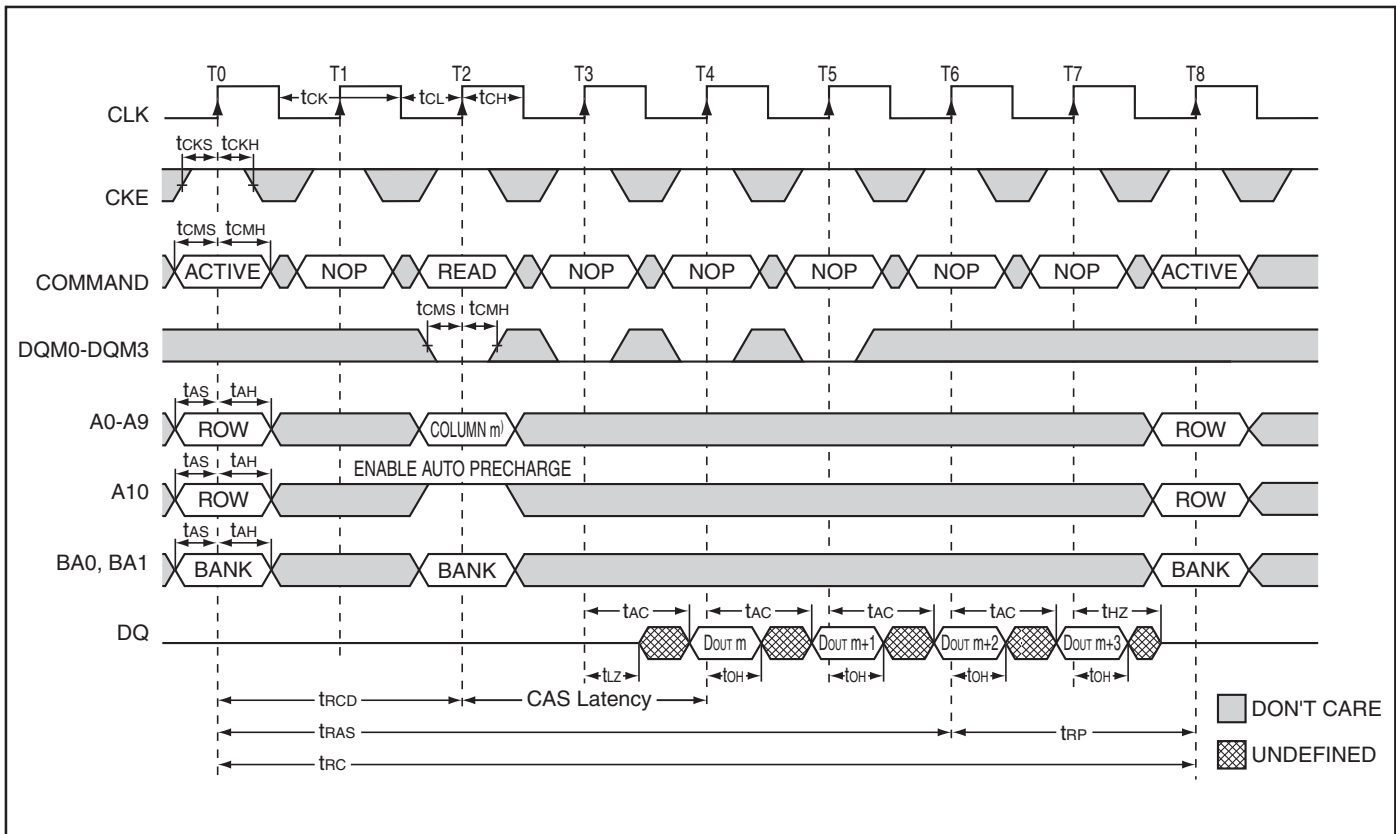 T0 T1 T2 T3 T4 T5 T6 T7 T8
CLK tCK tCL tCH
tCKS tCKH
CKE
tCMS tCMH
COMMAND ACTIVE NOP READ NOP NOP NOP NOP NOP ACTIVE
tCMS tCMH
DQM0-DQM3
tAS tAH
A0-A9 ROW COLUMN m) ROW
tAS tAH ENABLE AUTO PRECHARGE
A10 ROW ROW
tAS tAH
BA0, BA1 BANK BANK BANK
tAC tAC tAC tAC tHZ
DQ DOUT m DOUT m+1 DOUT m+2 DOUT m+3
tLZ tOH tOH tOH tOH
tRCD CAS Latency
DON'T CARE
tRAS tRP
UNDEFINED
tRC